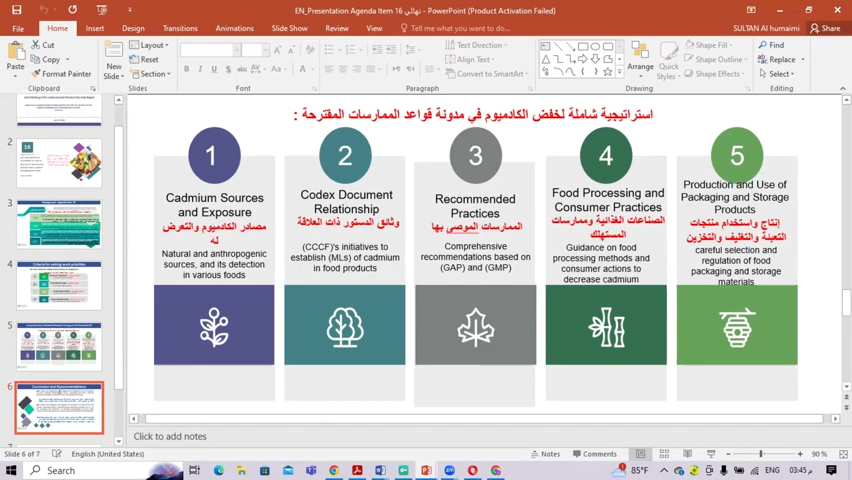 EN_Presentation Agenda Item 16 نهائي - PowerPoint (Product Activation Failed)
File Home Insert Design Transitions Animations Slide Show Review View Tell me what you want to do...
SULTAN Al humaimi Share
Paste
Cut
Copy
Format Painter
Clipboard
New Slide
Layout
Reset
Section
Slides
Font
Paragraph
Text Direction
Align Text
Convert to SmartArt
Arrange
Quick Styles
Shape Fill
Shape Outline
Shape Effects
Drawing
Find
Replace
Select
Editing
2
3
4
5
6
استراتيجية شاملة لخفض الكادميوم في مدونة قواعد الممارسات المقترحة :
1
Cadmium Sources
and Exposure
مصادر الكادميوم والتعرض
له
Natural and anthropogenic
sources, and its detection
in various foods
2
Codex Document
Relationship
وثائق الدستور ذات العلاقة
(CCCF)'s initiatives to
establish (MLs) of cadmium
in food products
3
Recommended
Practices
الممارسات الموصي بها
Comprehensive
recommendations based on
(GAP) and (GMP)
4
Food Processing and
Consumer Practices
الصناعات الغذائية وممارسات
المستهلك
Guidance on food
processing methods and
consumer actions to
decrease cadmium
5
Production and Use of
Packaging and Storage
Products
إنتاج واستخدام منتجات
التعبئة والتغليف والتخزين
careful selection and
regulation of food
packaging and storage
materials
Click to add notes
Slide 6 of 7 English (United States) Notes Comments 90 %
Search 85°F ENG 03:45 م